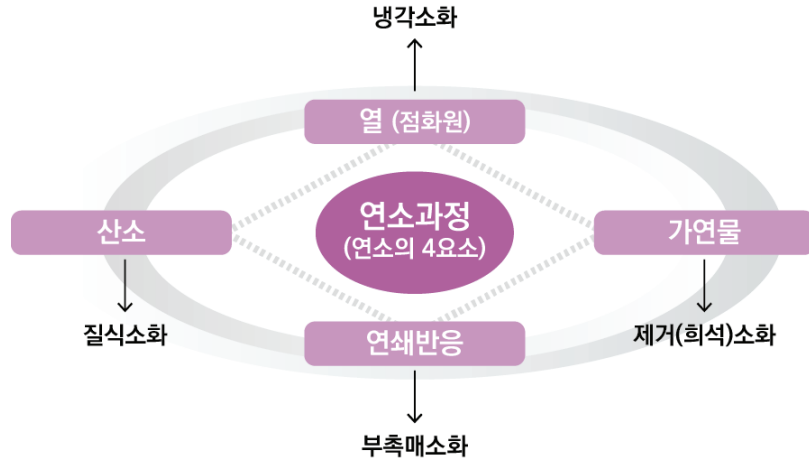 냉각소화
열 (점화원)
산소
연소과정
(연소의 4요소)
가연물
질식소화
연쇄반응
제거(희석)소화
부촉매소화